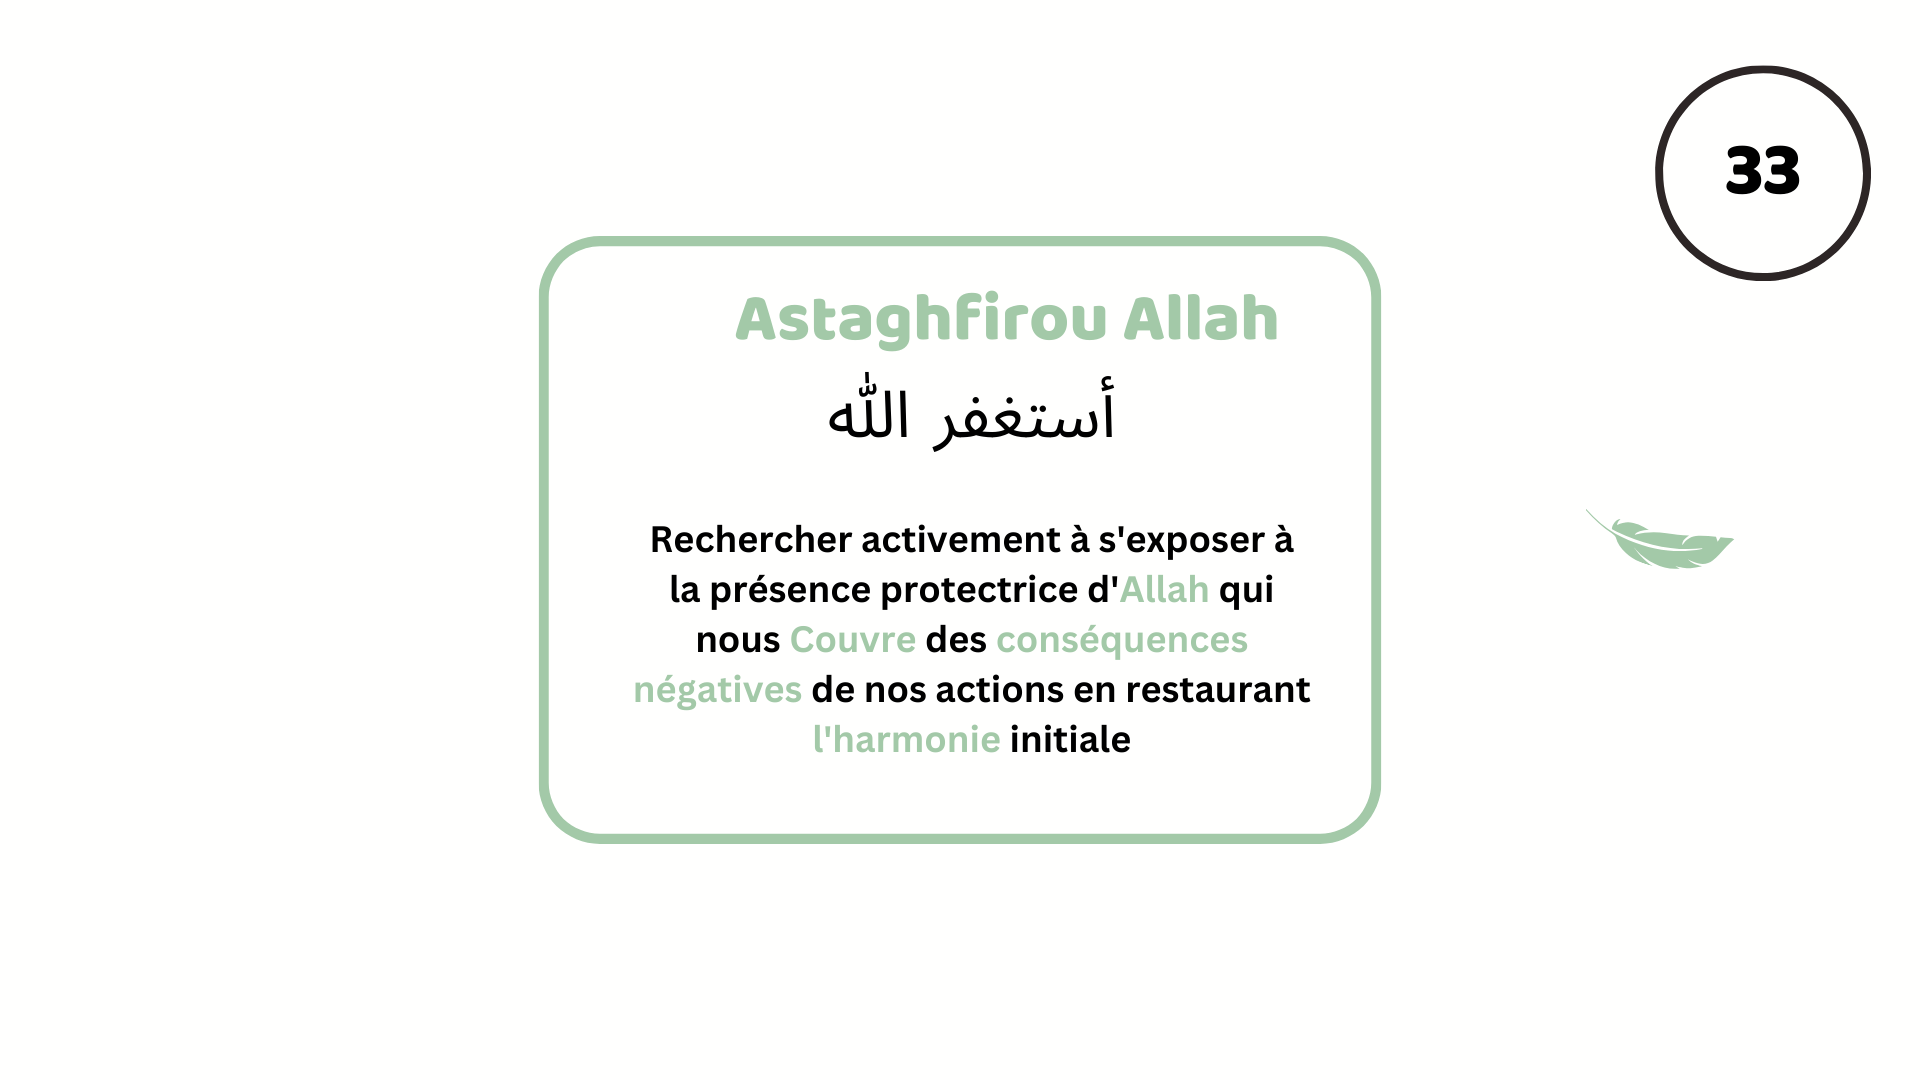 33
Astaghfirou Allah
أستغفر الله
Rechercher activement à s'exposer à
la présence protectrice d'Allah qui
nous Couvre des conséquences
négatives de nos actions en restaurant
l'harmonie initiale